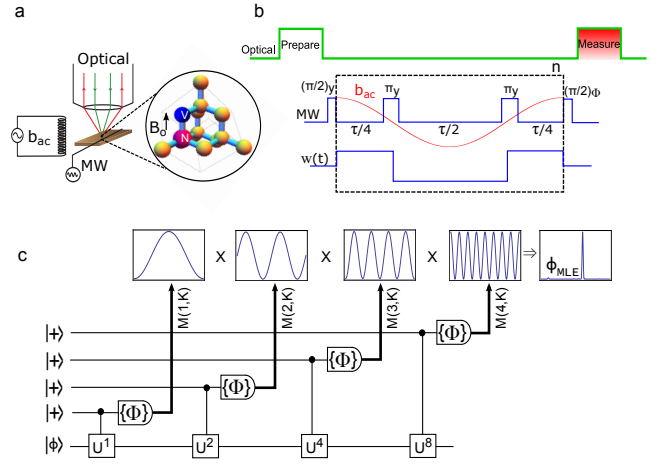 a
Optical
b_ac
MW
B_o
V
N
b
Optical
Prepare
Measure
n
(π/2)y
b_ac
π_y
π_y
(π/2)_Φ
MW
τ/4
τ/2
τ/4
w(t)
c
X
X
X
⇒
ϕ_MLE
M(1,K)
M(2,K)
M(3,K)
M(4,K)
|+⟩
{Φ}
|+⟩
{Φ}
|+⟩
{Φ}
|+⟩
{Φ}
|ϕ⟩
U¹
U²
U⁴
U⁸